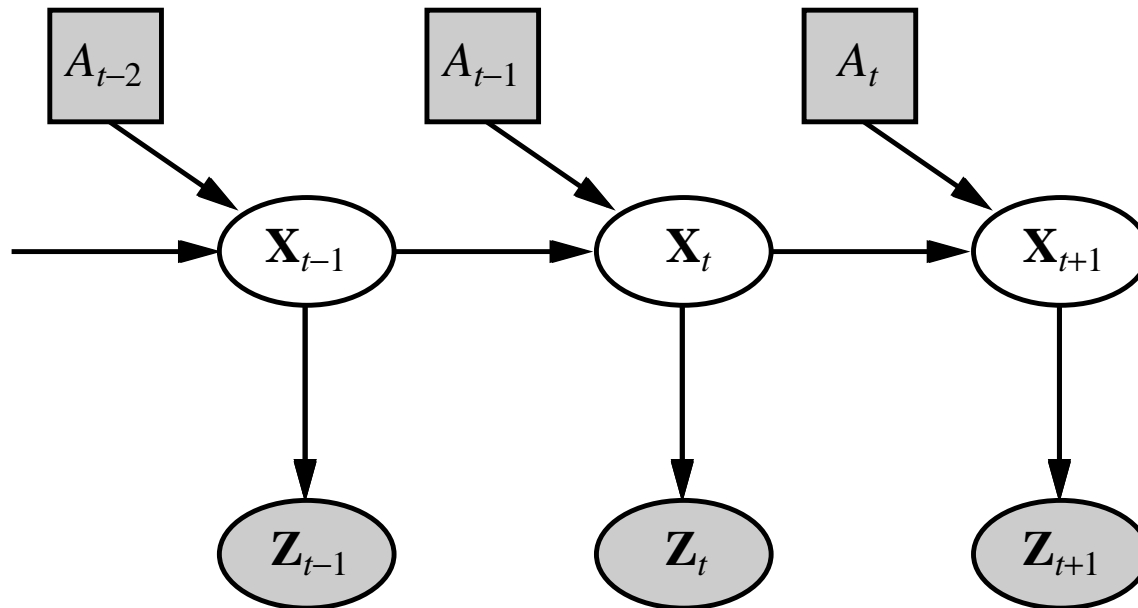 A_{t−2} A_{t−1} A_t
X_{t−1} X_t X_{t+1}
Z_{t−1} Z_t Z_{t+1}